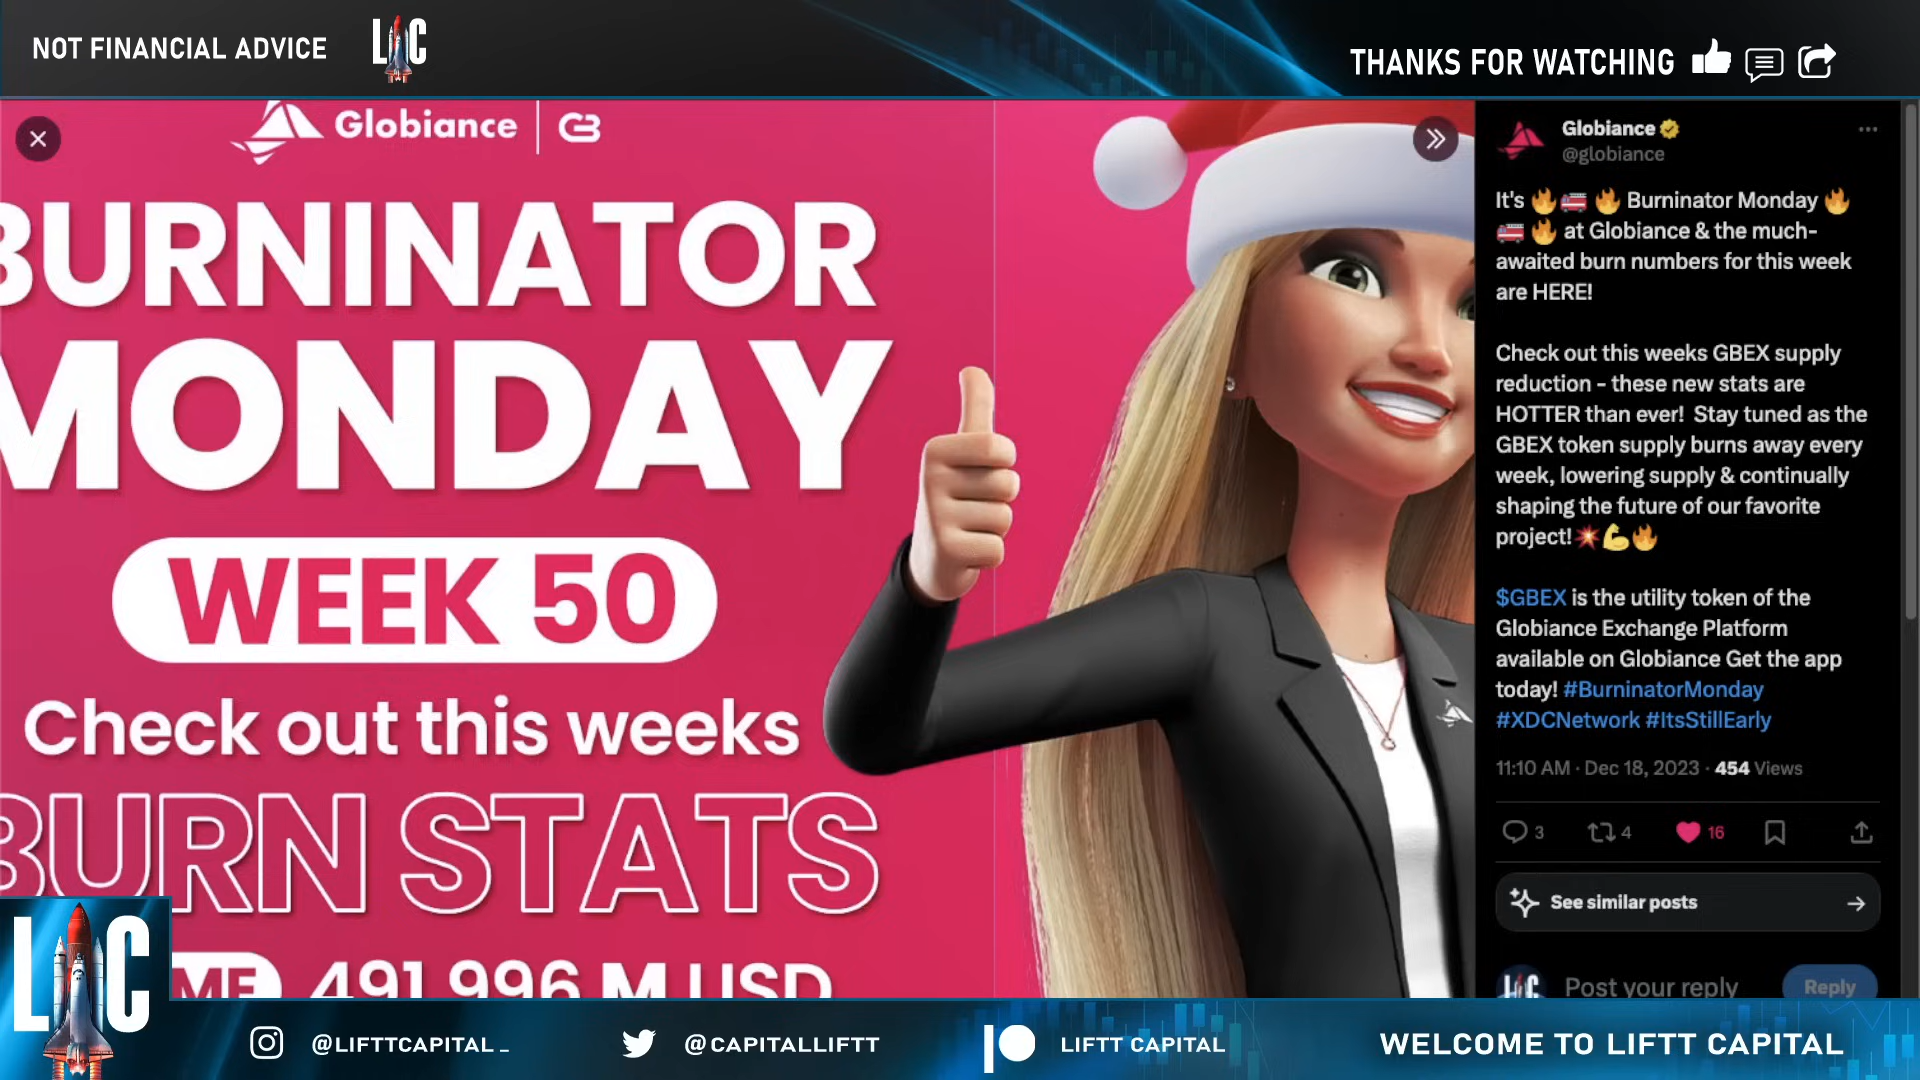 NOT FINANCIAL ADVICE
LC
THANKS FOR WATCHING
Globiance
BURNINATOR
MONDAY
WEEK 50
Check out this weeks
BURN STATS
491.996 M USD
Globiance
@globiance
It's 🔥🚒 🔥 Burninator Monday 🔥
🚒 🔥 at Globiance & the much-
awaited burn numbers for this week
are HERE!
Check out this weeks GBEX supply
reduction - these new stats are
HOTTER than ever! Stay tuned as the
GBEX token supply burns away every
week, lowering supply & continually
shaping the future of our favorite
project!💥💪🔥
$GBEX is the utility token of the
Globiance Exchange Platform
available on Globiance Get the app
today! #BurninatorMonday
#XDCNetwork #ItsStillEarly
11:10 AM · Dec 18, 2023 · 454 Views
3
4
16
See similar posts
Post your reply
Reply
LC
@LIFTTCAPITAL_
@CAPITALLIFTT
LIFTT CAPITAL
WELCOME TO LIFTT CAPITAL